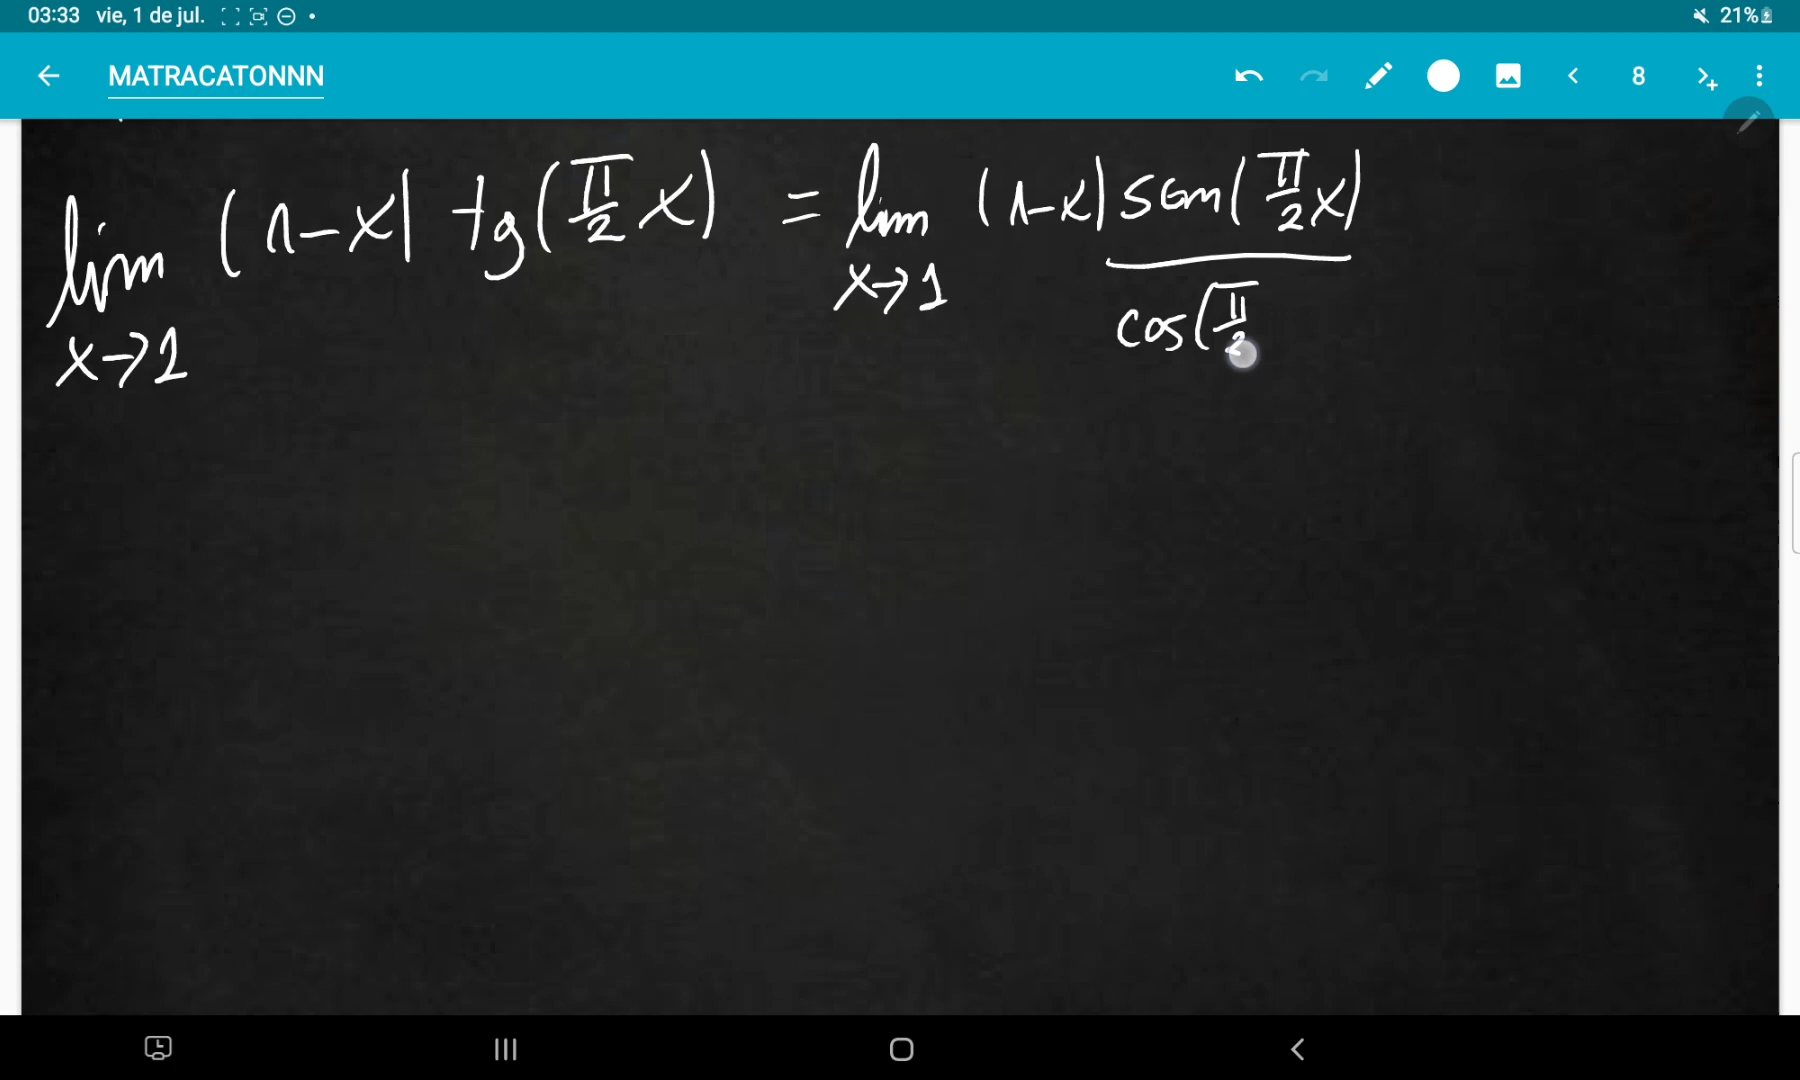 03:33 vie, 1 de jul. 21%
MATRACATONNN 8
lim (1-x) tg(π/2 x) = lim (1-x) sen(π/2 x)
x→1 x→1 cos(π/2